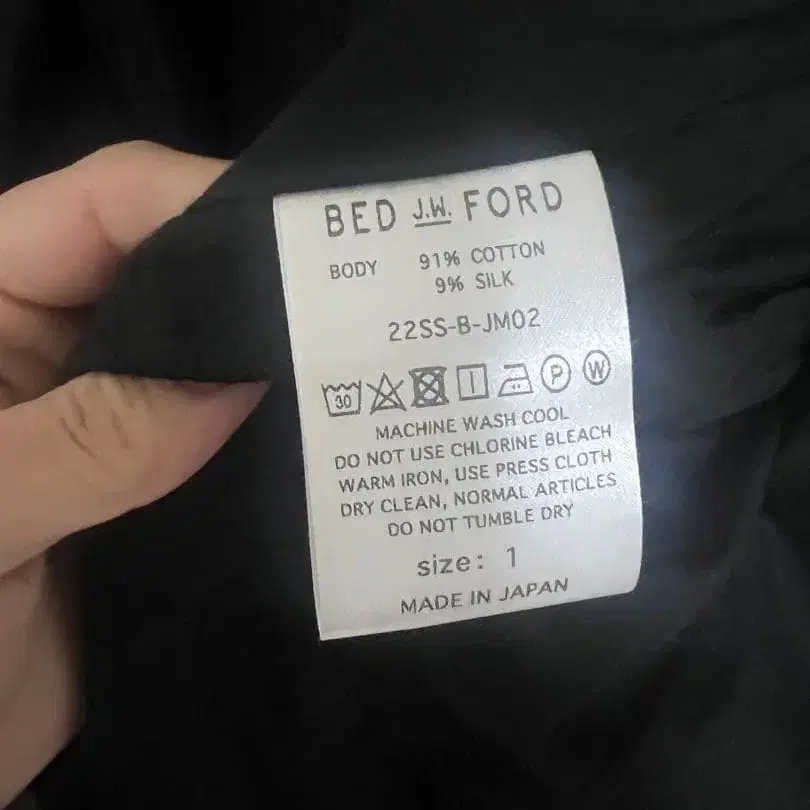 BED J.W. FORD
BODY 91% COTTON
9% SILK
22SS-B-JM02
30 P W
MACHINE WASH COOL
DO NOT USE CHLORINE BLEACH
WARM IRON, USE PRESS CLOTH
DRY CLEAN, NORMAL ARTICLES
DO NOT TUMBLE DRY
size: 1
MADE IN JAPAN